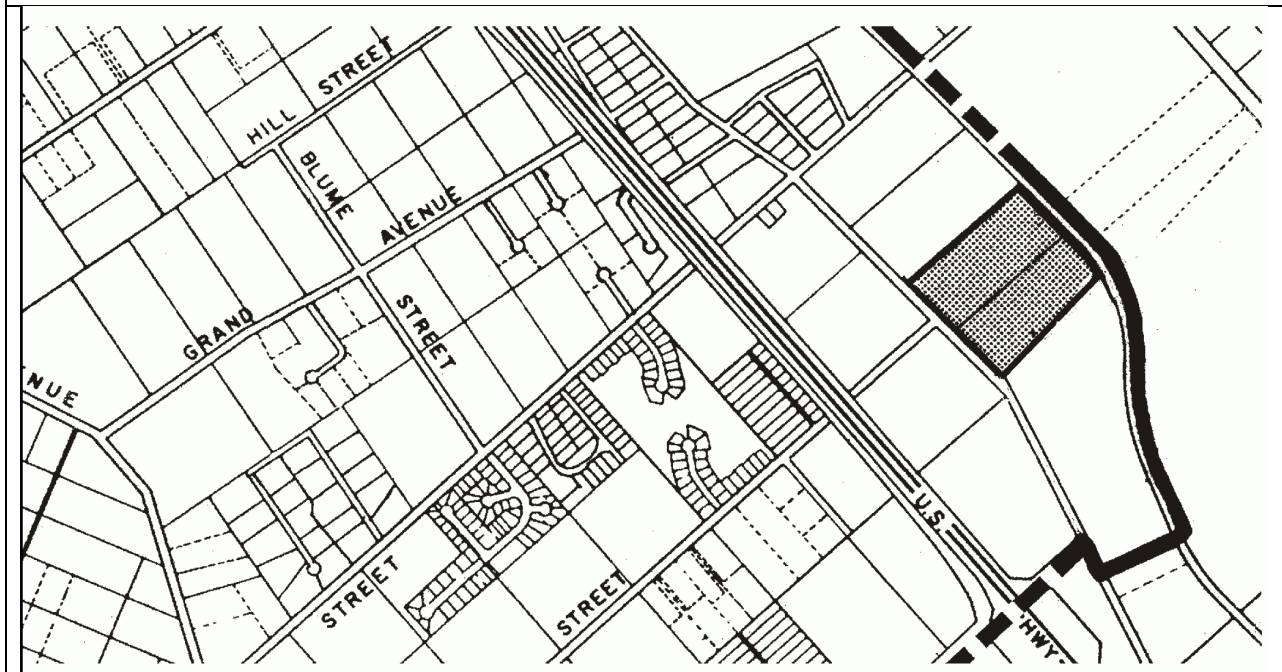 HILL STREET
BLUME
AVENUE
GRAND
STREET
NUE
U.S.
HWY
STREET
STREET